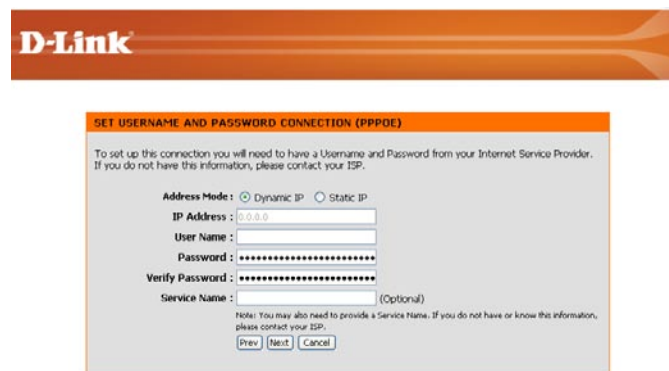 D-Link
SET USERNAME AND PASSWORD CONNECTION (PPPOE)
To set up this connection you will need to have a Username and Password from your Internet Service Provider.
If you do not have this information, please contact your ISP.
Address Mode : Dynamic IP Static IP
IP Address : 0.0.0.0
User Name :
Password : ••••••••••••••••••••••••
Verify Password : ••••••••••••••••••••••••
Service Name : (Optional)
Note: You may also need to provide a Service Name. If you do not have or know this information,
please contact your ISP.
Prev Next Cancel